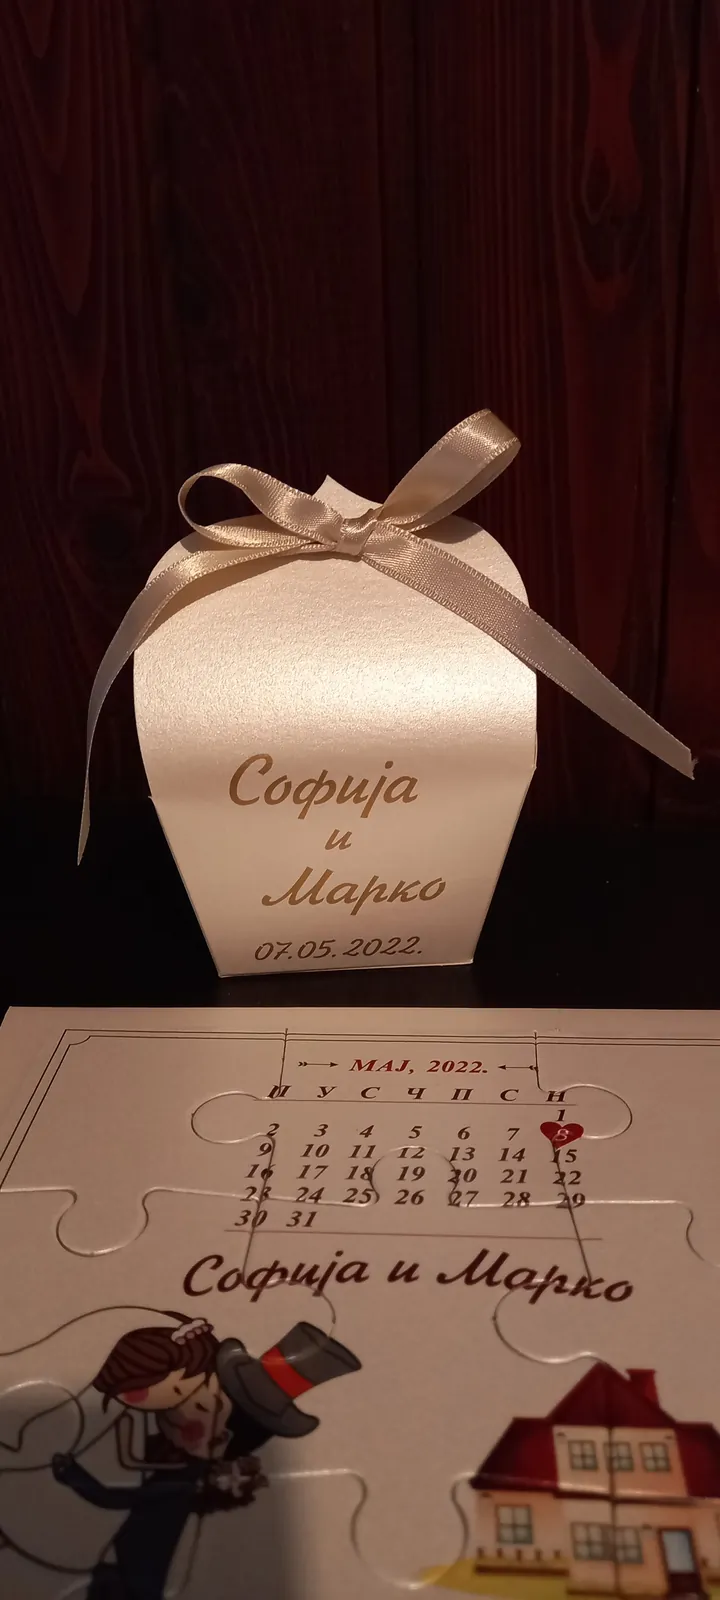 Софија
и
Марко
07.05.2022.
МАЈ, 2022.
П У С Ч П С Н
1
2 3 4 5 6 7 8
9 10 11 12 13 14 15
16 17 18 19 20 21 22
23 24 25 26 27 28 29
30 31
Софија и Марко